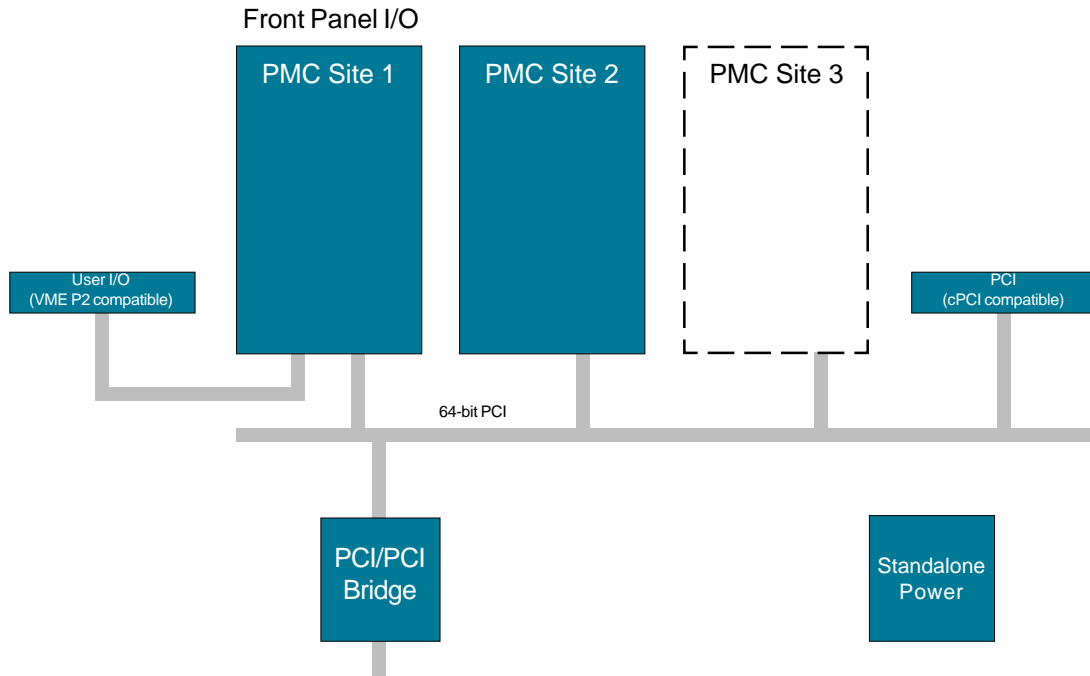 Front Panel I/O
PMC Site 1
PMC Site 2
PMC Site 3
User I/O
(VME P2 compatible)
PCI
(cPCI compatible)
64-bit PCI
PCI/PCI
Bridge
Standalone
Power